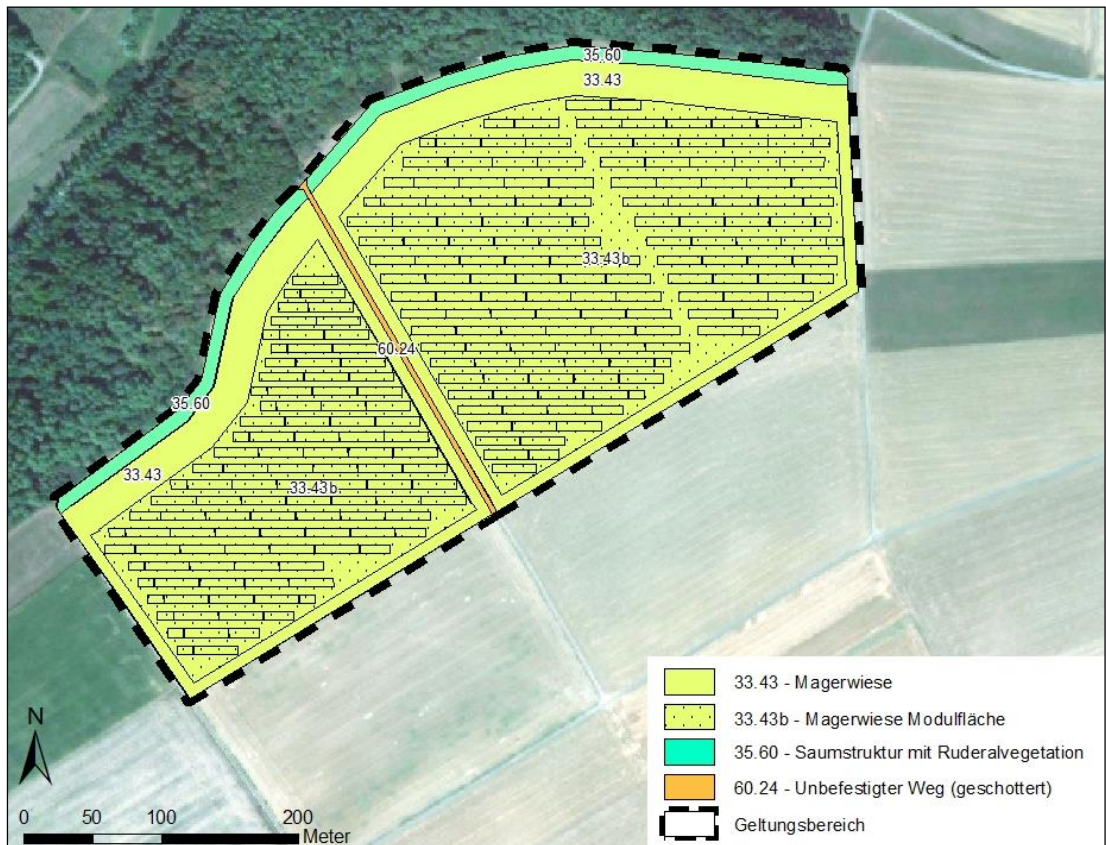 35.60
33.43
33.43b
60.24
35.60
33.43
33.43b
33.43 - Magerwiese
33.43b - Magerwiese Modulfläche
35.60 - Saumstruktur mit Ruderalvegetation
60.24 - Unbefestigter Weg (geschottert)
Geltungsbereich
N
0 50 100 200
Meter